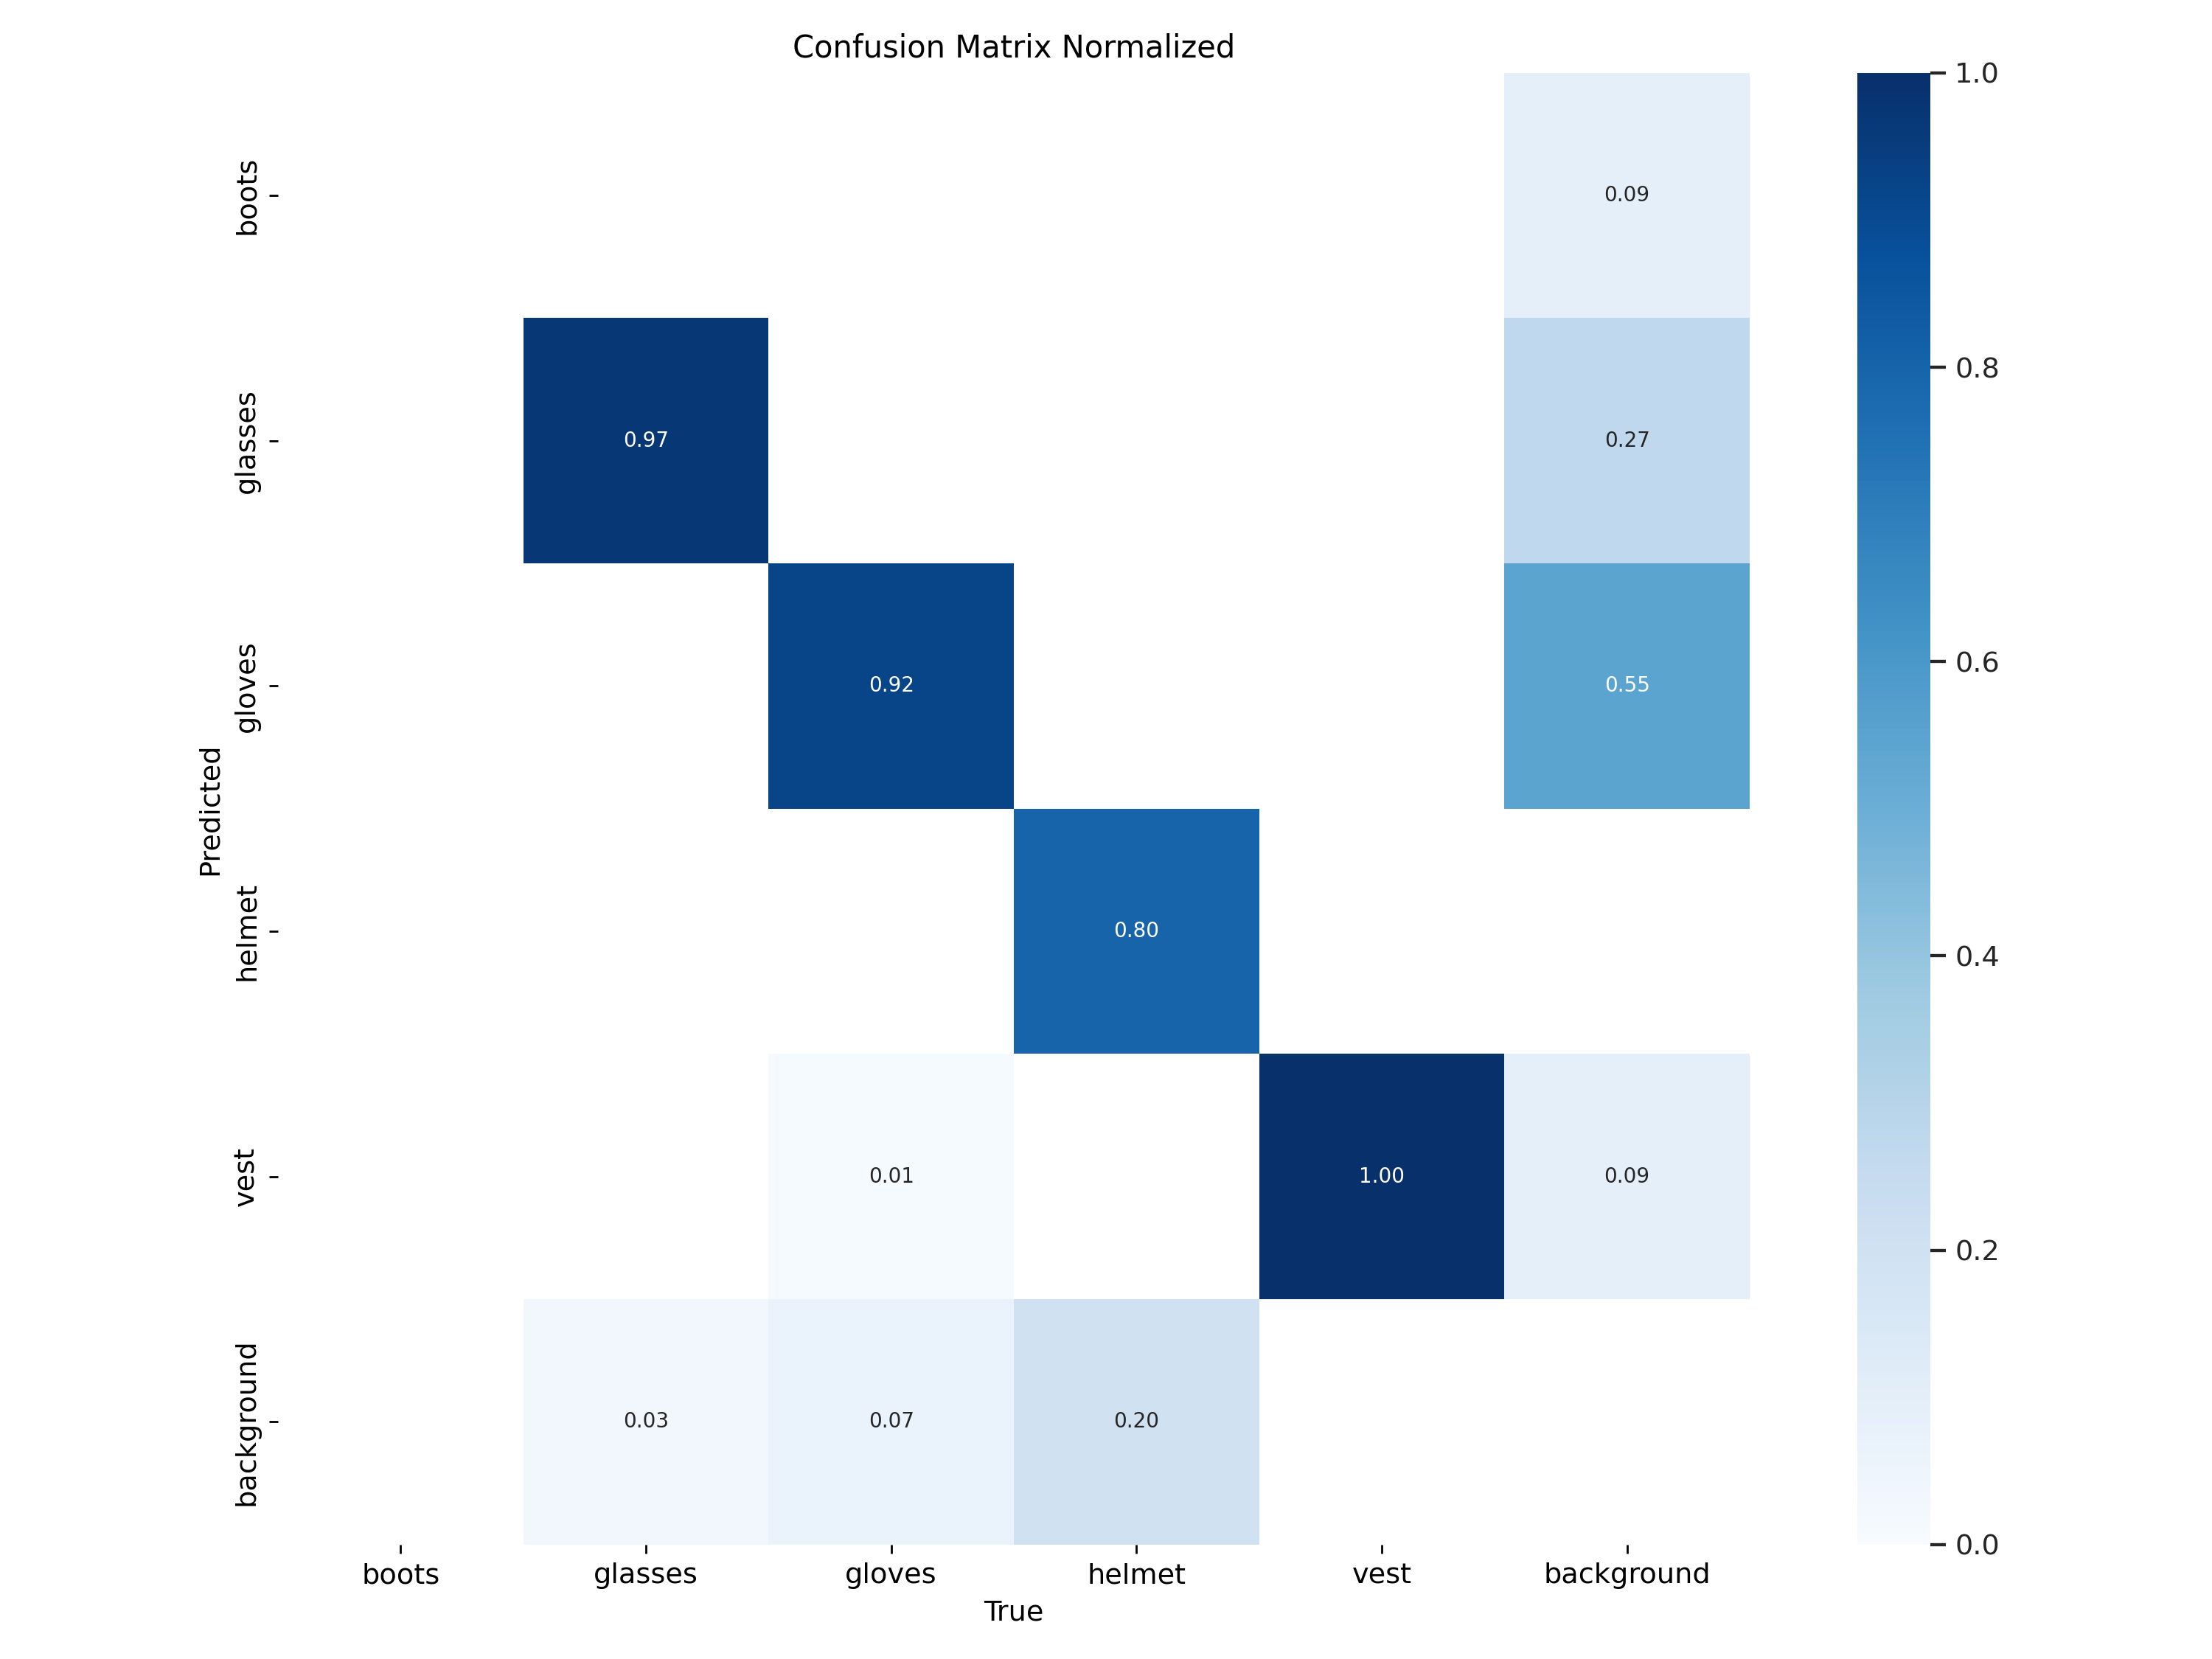 Confusion Matrix Normalized
1.0
boots
0.09
glasses
0.97
0.27
0.8
gloves
0.92
0.55
0.6
Predicted
helmet
0.80
0.4
vest
0.01
1.00
0.09
0.2
background
0.03
0.07
0.20
0.0
boots glasses gloves helmet vest background
True